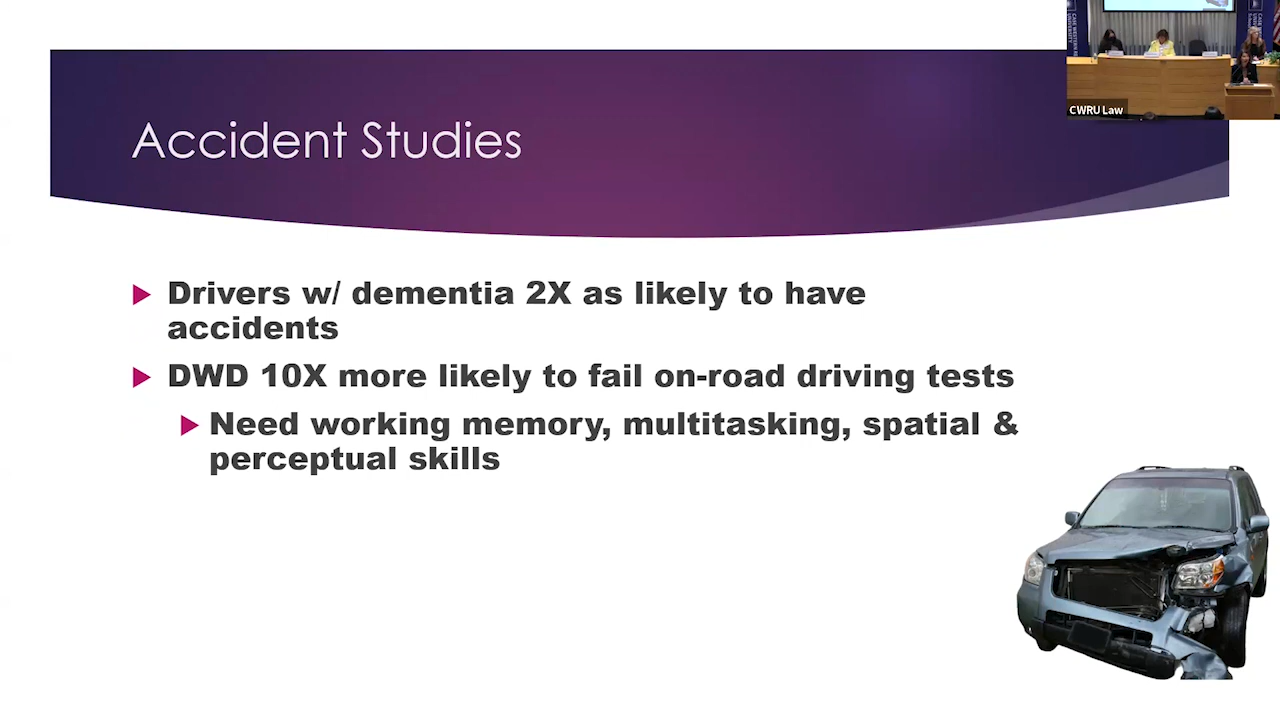 Accident Studies
CWRU Law
Drivers w/ dementia 2X as likely to have
accidents
DWD 10X more likely to fail on-road driving tests
Need working memory, multitasking, spatial &
perceptual skills